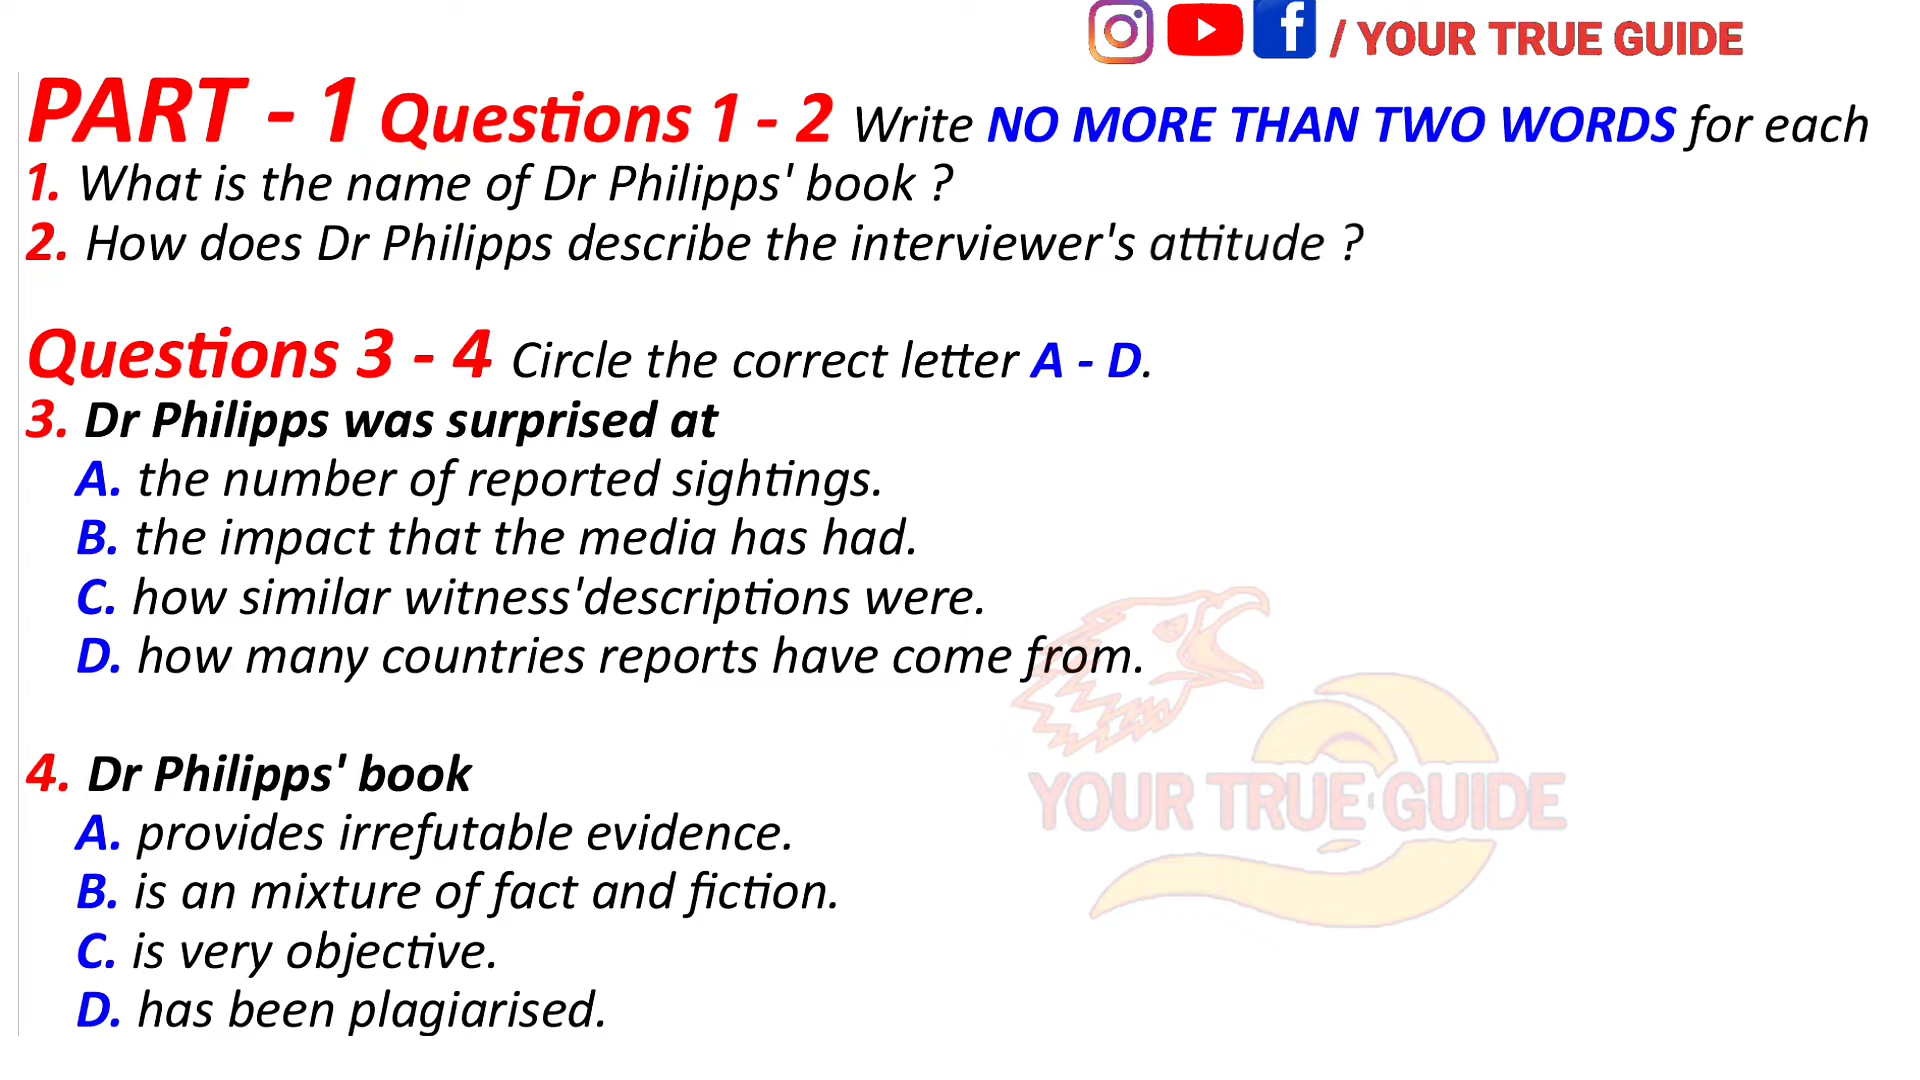 / YOUR TRUE GUIDE
PART - 1 Questions 1 - 2 Write NO MORE THAN TWO WORDS for each
1. What is the name of Dr Philipps' book ?
2. How does Dr Philipps describe the interviewer's attitude ?
Questions 3 - 4 Circle the correct letter A - D.
3. Dr Philipps was surprised at
A. the number of reported sightings.
B. the impact that the media has had.
C. how similar witness'descriptions were.
D. how many countries reports have come from.
4. Dr Philipps' book
A. provides irrefutable evidence.
B. is an mixture of fact and fiction.
C. is very objective.
D. has been plagiarised.
YOUR TRUE GUIDE